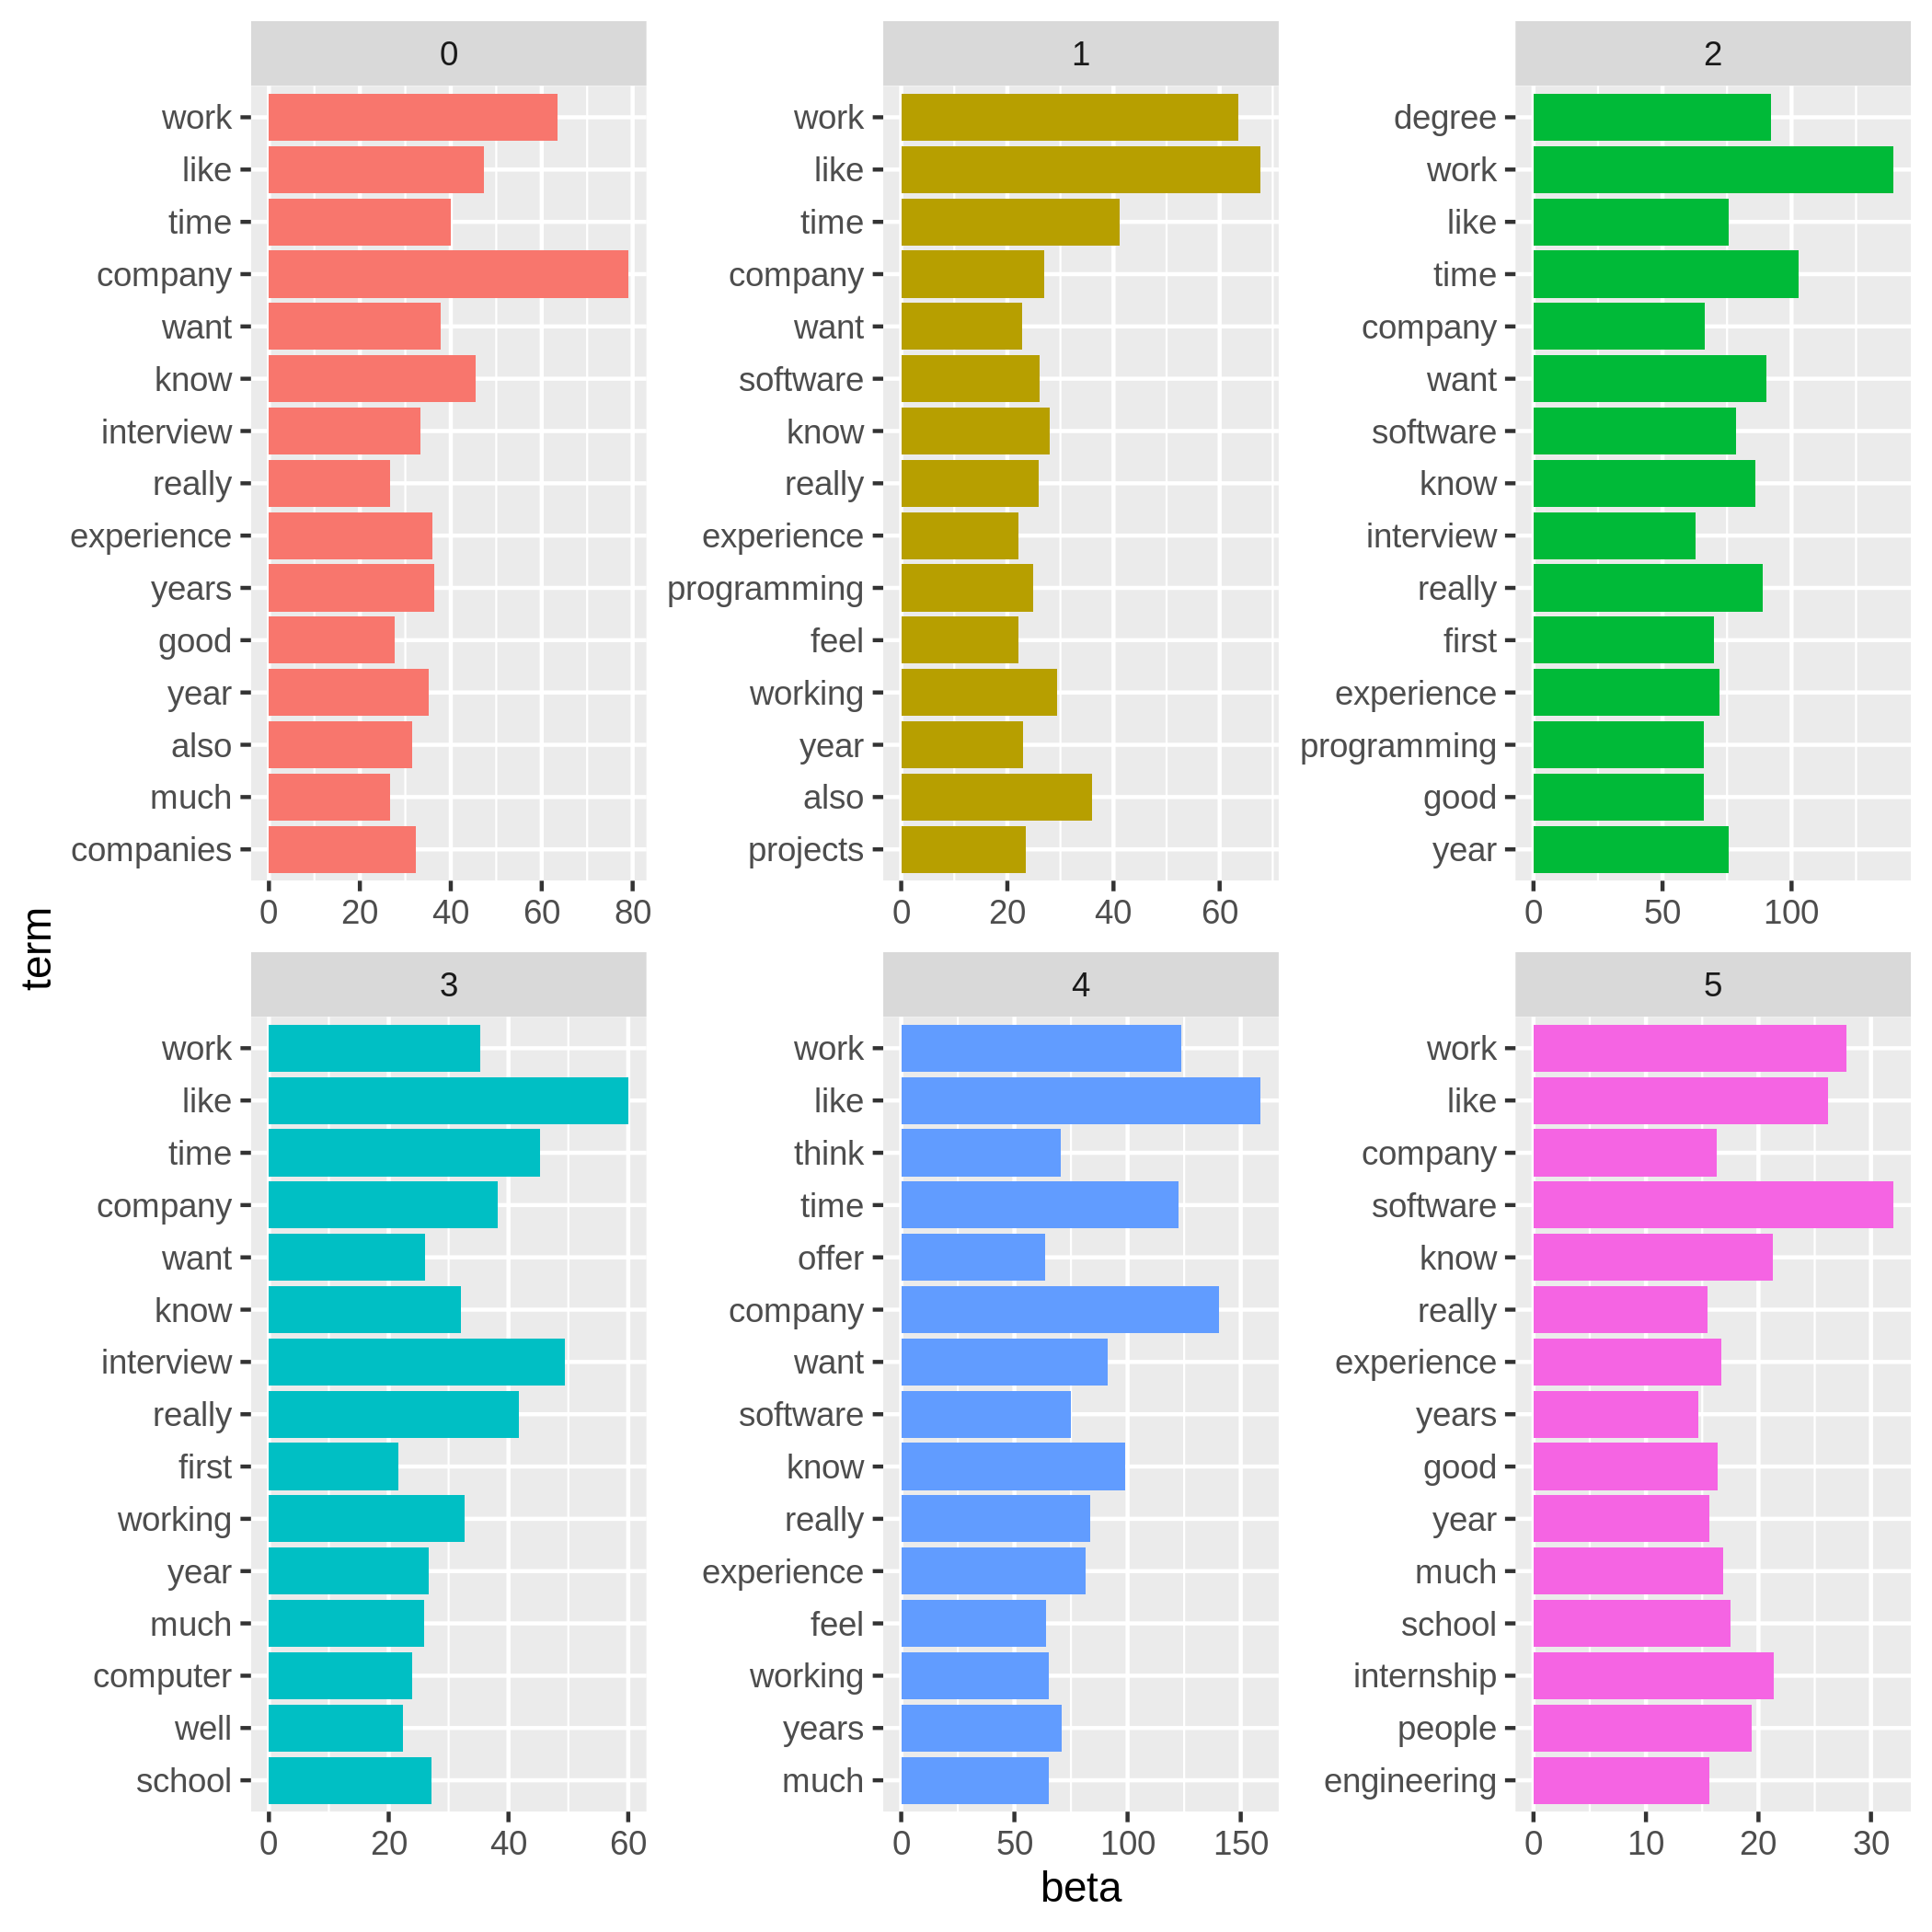 term
0
work
like
time
company
want
know
interview
really
experience
years
good
year
also
much
companies
0 20 40 60 80
1
work
like
time
company
want
software
know
really
experience
programming
feel
working
year
also
projects
0 20 40 60
2
degree
work
like
time
company
want
software
know
interview
really
first
experience
programming
good
year
0 50 100
3
work
like
time
company
want
know
interview
really
first
working
year
much
computer
well
school
0 20 40 60
4
work
like
think
time
offer
company
want
software
know
really
experience
feel
working
years
much
0 50 100 150
5
work
like
company
software
know
really
experience
years
good
year
much
school
internship
people
engineering
0 10 20 30
beta